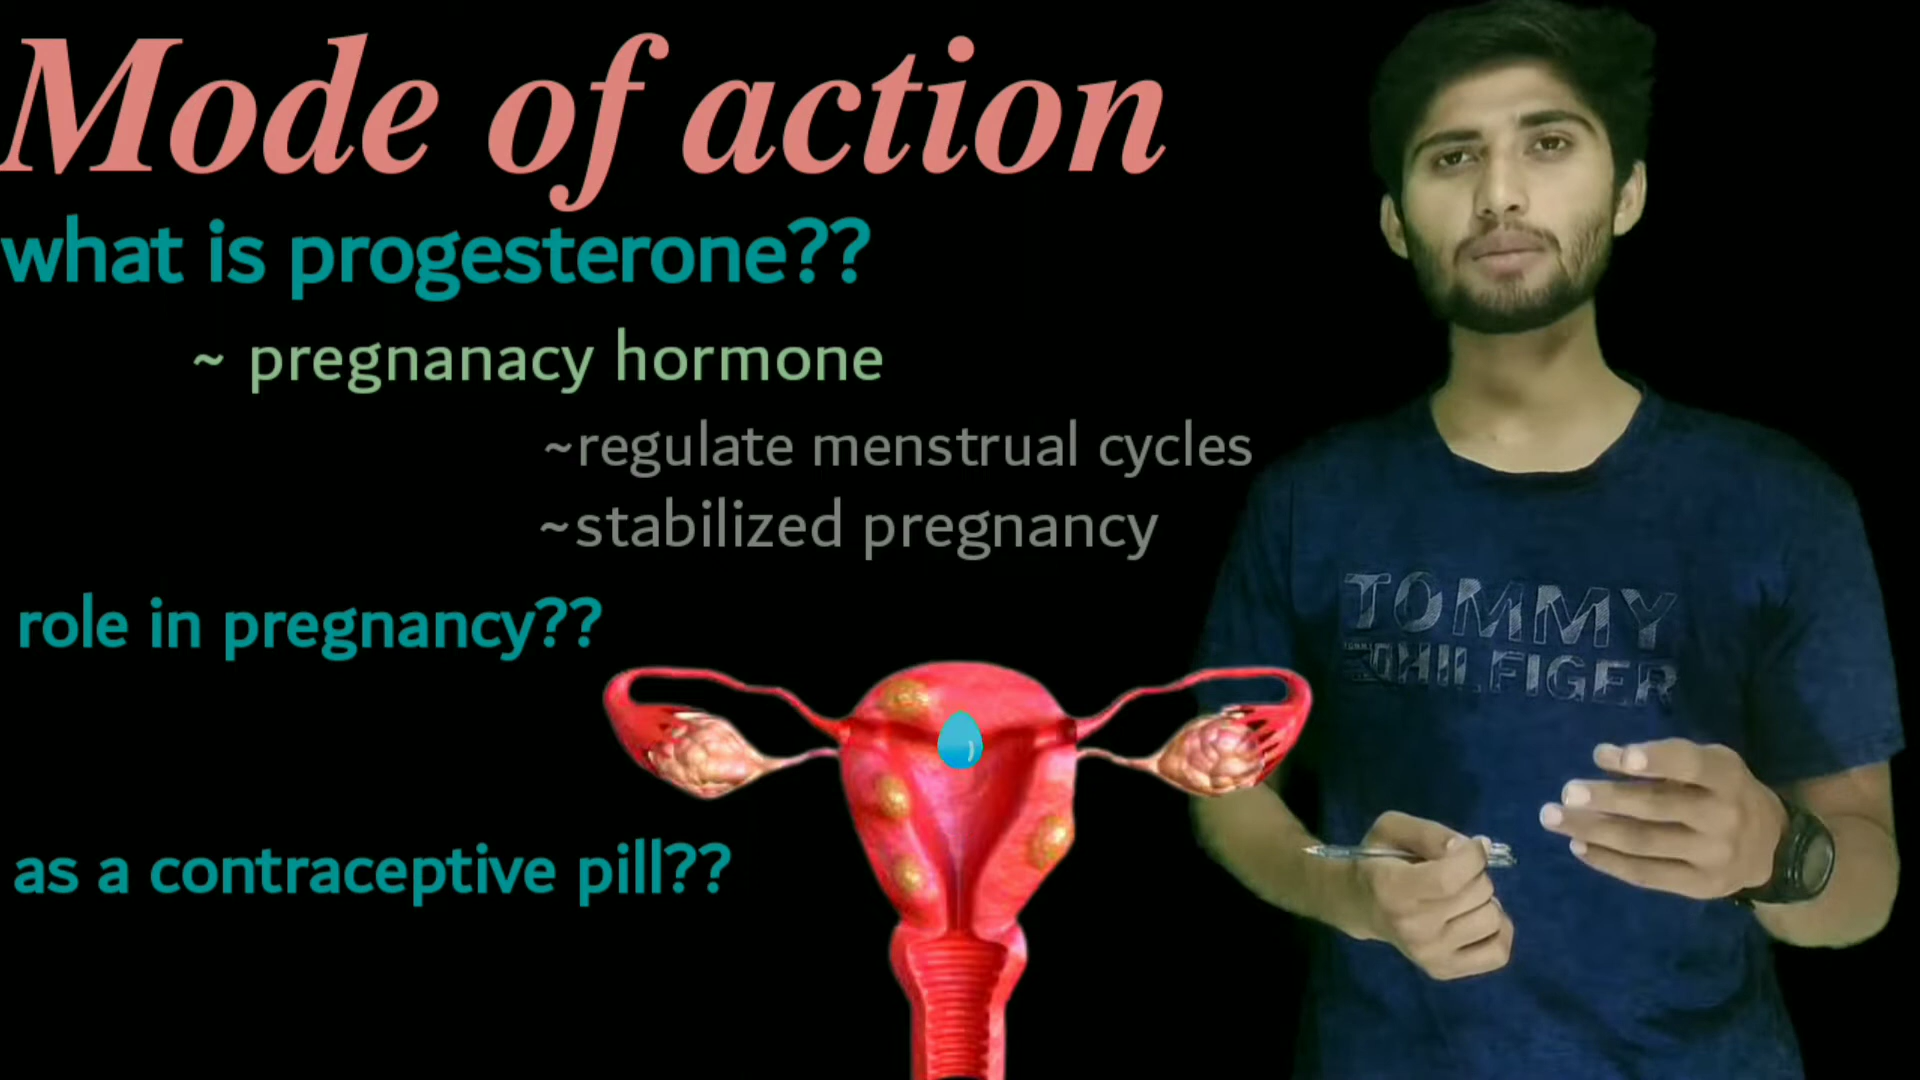 Mode of action
what is progesterone??
~ pregnanacy hormone
~regulate menstrual cycles
~stabilized pregnancy
role in pregnancy??
as a contraceptive pill??
TOMMY
HILFIGER